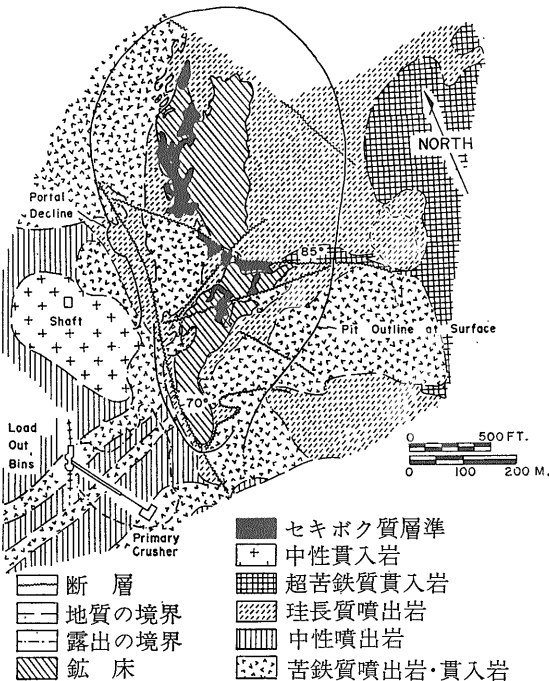 NORTH
Portal
Decline
85°
Shaft
Pit Outline at Surface
70°
Load
Out
Bins
0 500 FT.
0 100 200 M.
Primary
Crusher
セキボク質層準
中性貫入岩
断 層
超苦鉄質貫入岩
地質の境界
珪長質噴出岩
露出の境界
中性噴出岩
鉱 床
苦鉄質噴出岩・貫入岩